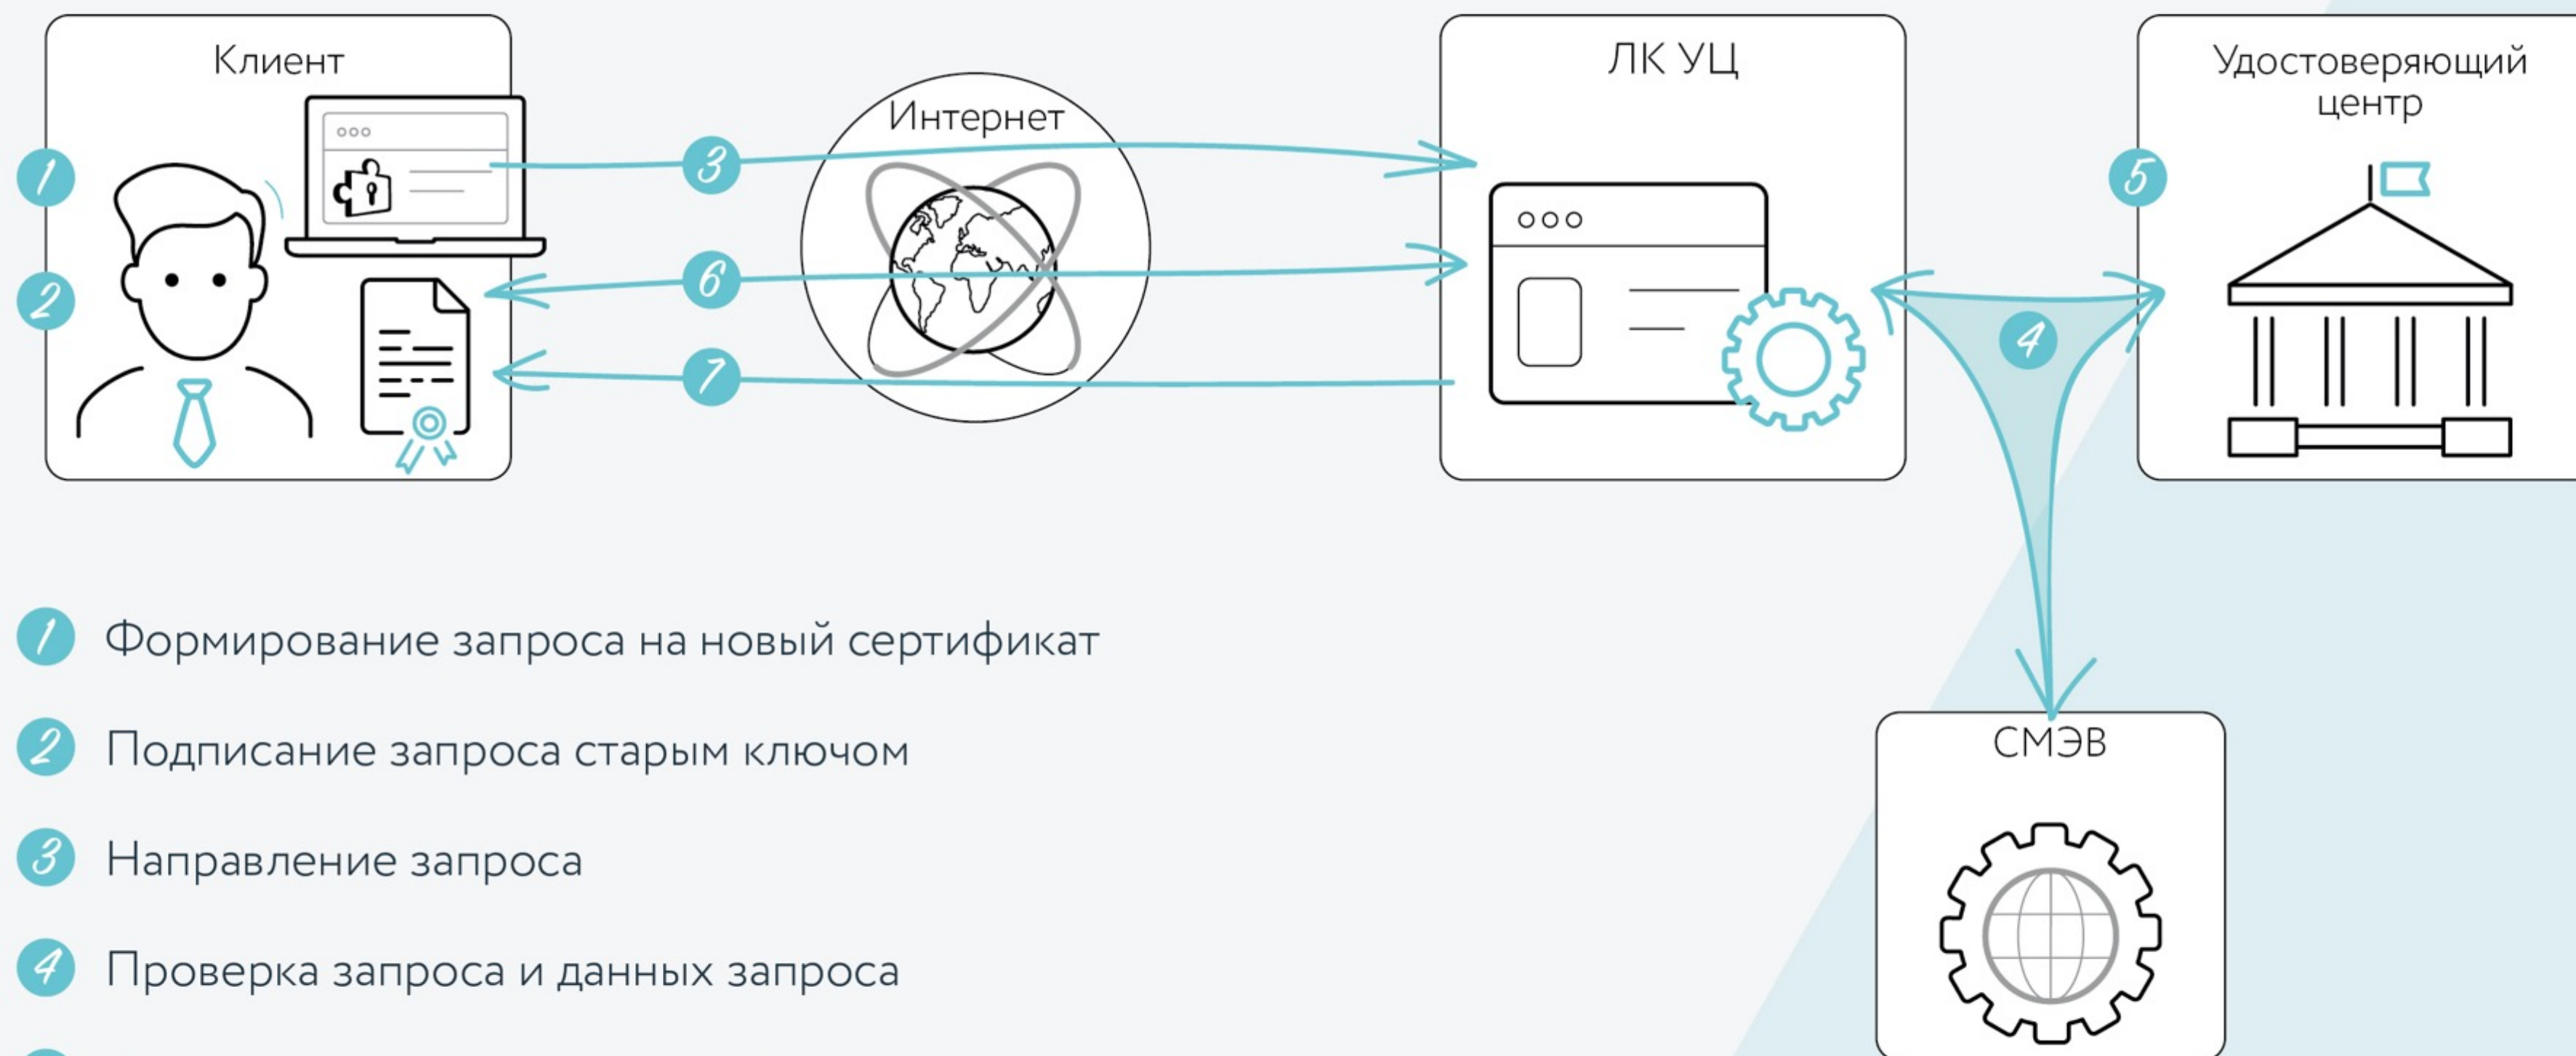 Клиент
Интернет
ЛК УЦ
Удостоверяющий
центр
1
2
3
6
7
4
5
СМЭВ
1 Формирование запроса на новый сертификат
2 Подписание запроса старым ключом
3 Направление запроса
4 Проверка запроса и данных запроса